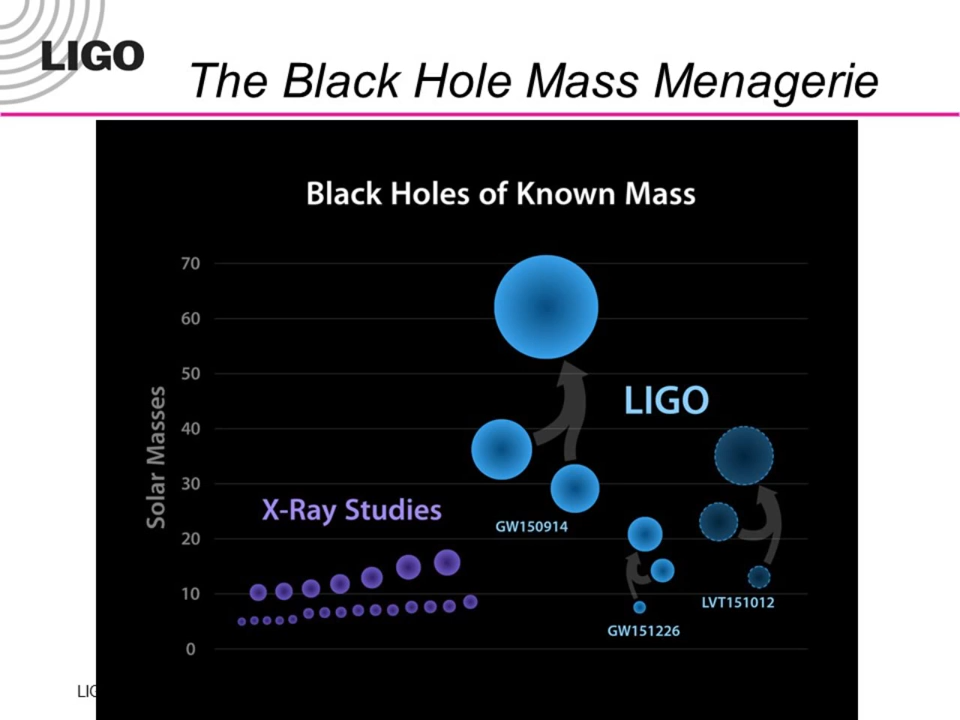 LIGO
The Black Hole Mass Menagerie
Black Holes of Known Mass
70
60
50
40
30
20
10
0
Solar Masses
LIGO
X-Ray Studies
GW150914
LVT151012
GW151226